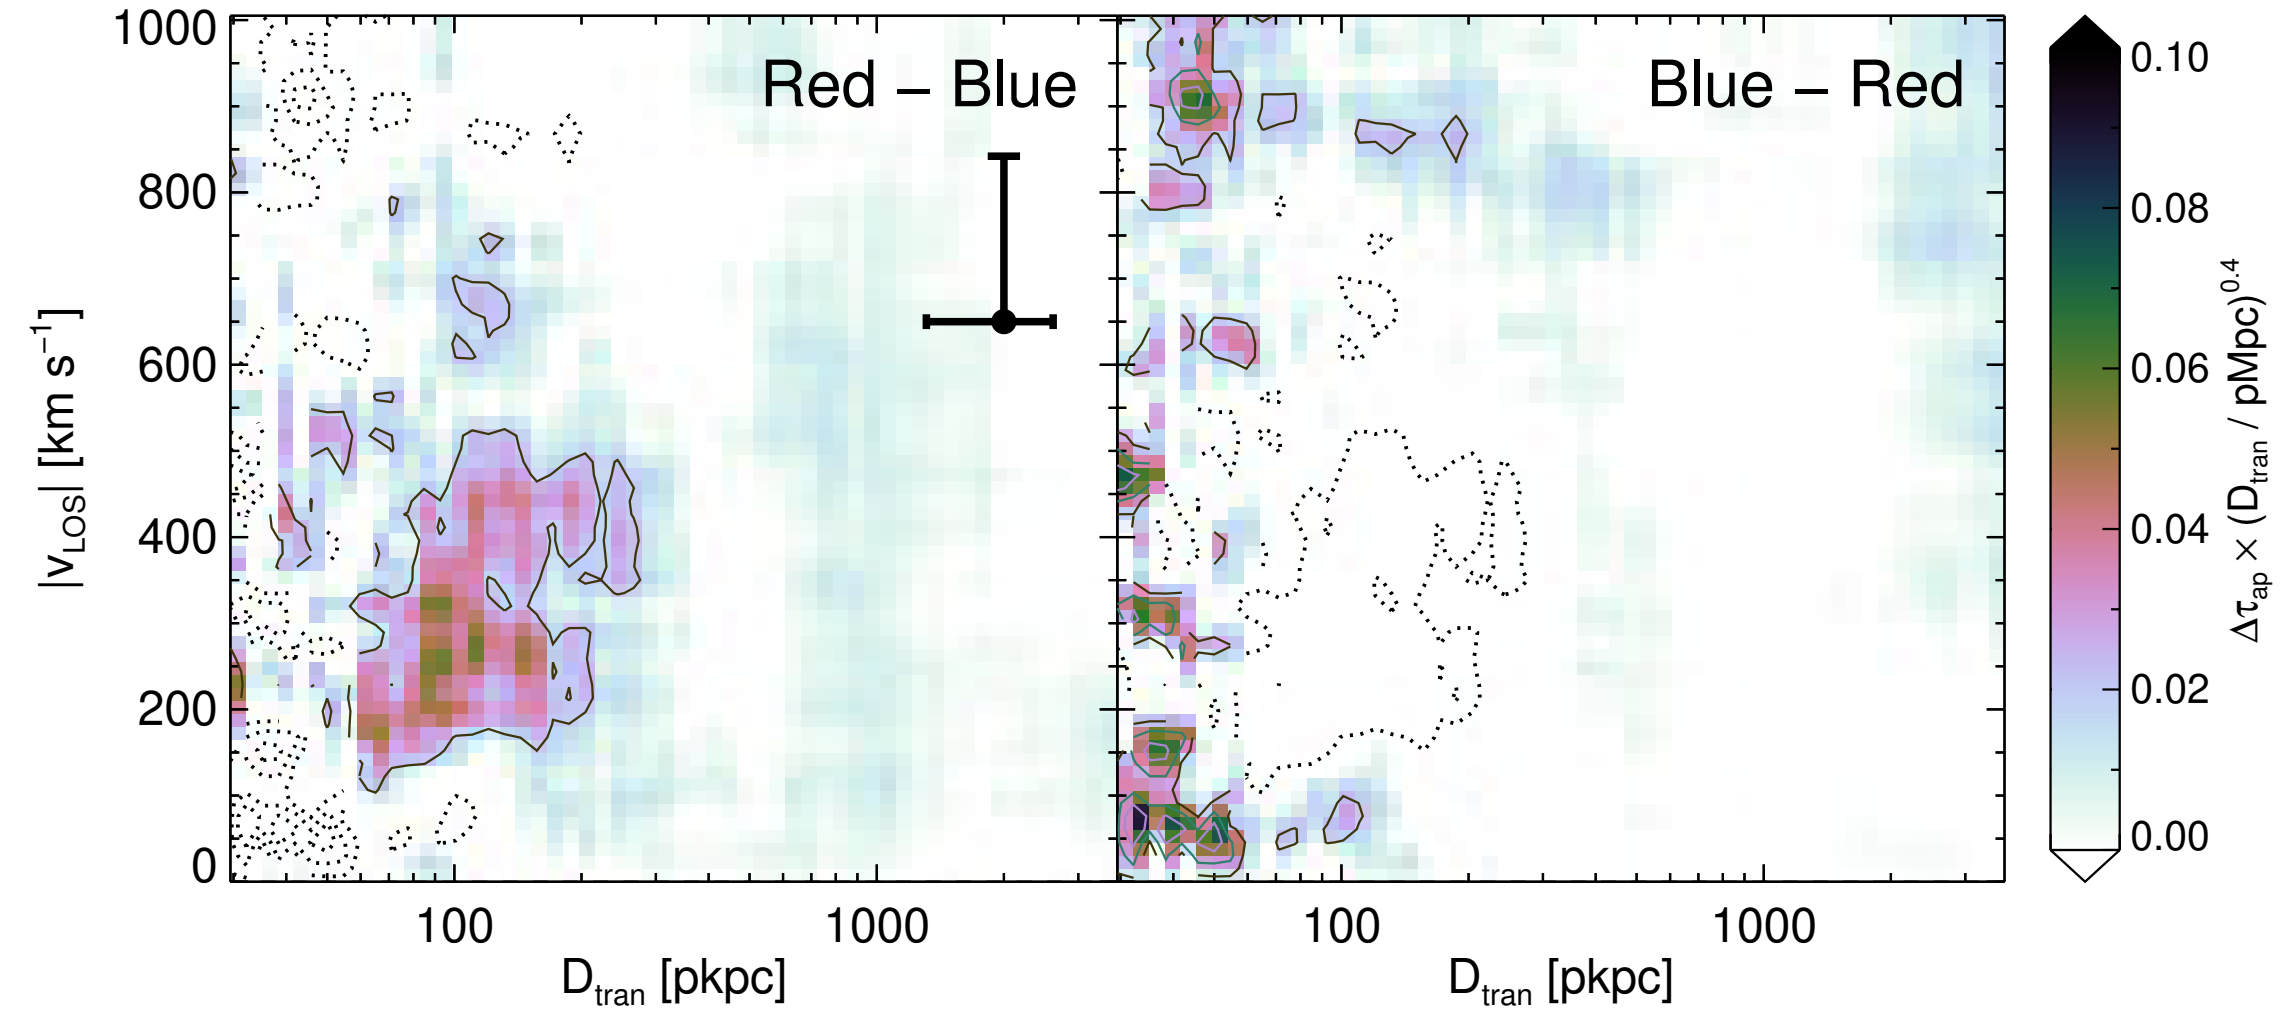 1000
800
600
400
200
0
|v_LOS| [km s⁻¹]
Red – Blue
Blue – Red
100
1000
100
1000
D_tran [pkpc]
D_tran [pkpc]
0.10
0.08
0.06
0.04
0.02
0.00
Δτ_ap × (D_tran / pMpc)^0.4